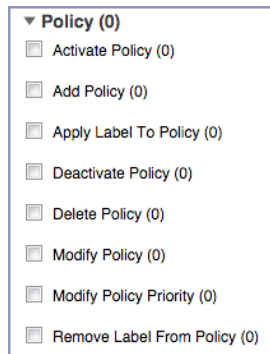 Policy (0)
Activate Policy (0)
Add Policy (0)
Apply Label To Policy (0)
Deactivate Policy (0)
Delete Policy (0)
Modify Policy (0)
Modify Policy Priority (0)
Remove Label From Policy (0)